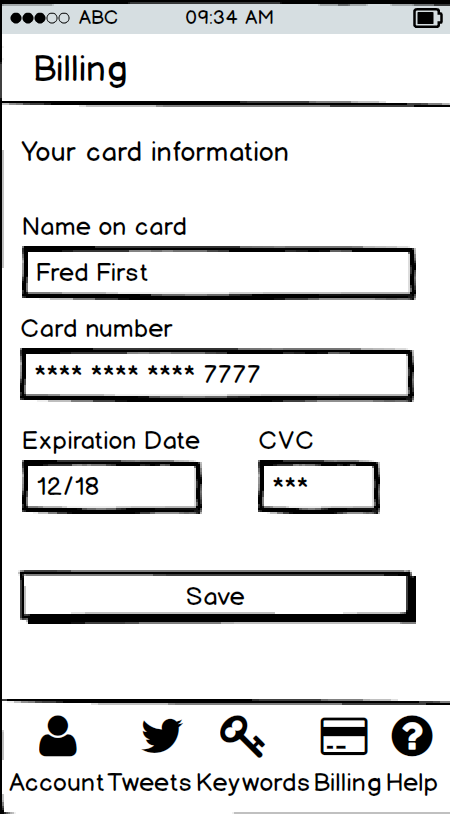 ABC 09:34 AM
Billing
Your card information
Name on card
Fred First
Card number
**** **** **** 7777
Expiration Date CVC
12/18 ***
Save
Account Tweets Keywords Billing Help